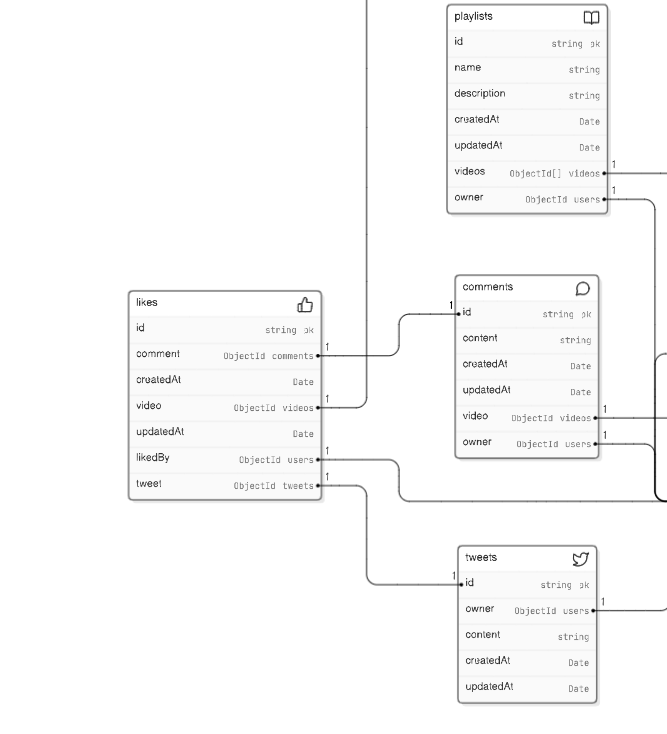 playlists
id string pk
name string
description string
createdAt Date
updatedAt Date
videos ObjectId[] videos 1
owner ObjectId users 1
likes
id string pk
comment ObjectId comments 1
createdAt Date
video ObjectId videos 1
updatedAt Date
likedBy ObjectId users 1
tweet ObjectId tweets 1
comments
1 id string pk
content string
createdAt Date
updatedAt Date
video ObjectId videos 1
owner ObjectId users 1
tweets
1 id string pk
owner ObjectId users 1
content string
createdAt Date
updatedAt Date